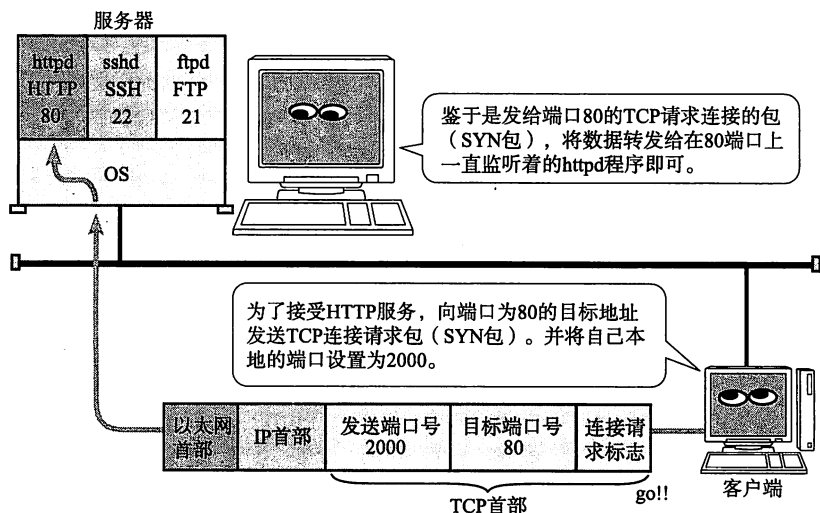 服务器
httpd
HTTP
80
sshd
SSH
22
ftpd
FTP
21
OS
鉴于是发给端口80的TCP请求连接的包
（SYN包），将数据转发给在80端口上
一直监听着的httpd程序即可。
为了接受HTTP服务，向端口为80的目标地址
发送TCP连接请求包（SYN包）。并将自己本
地的端口设置为2000。
以太网
首部
IP首部
发送端口号
2000
目标端口号
80
连接请
求标志
TCP首部
go!!
客户端